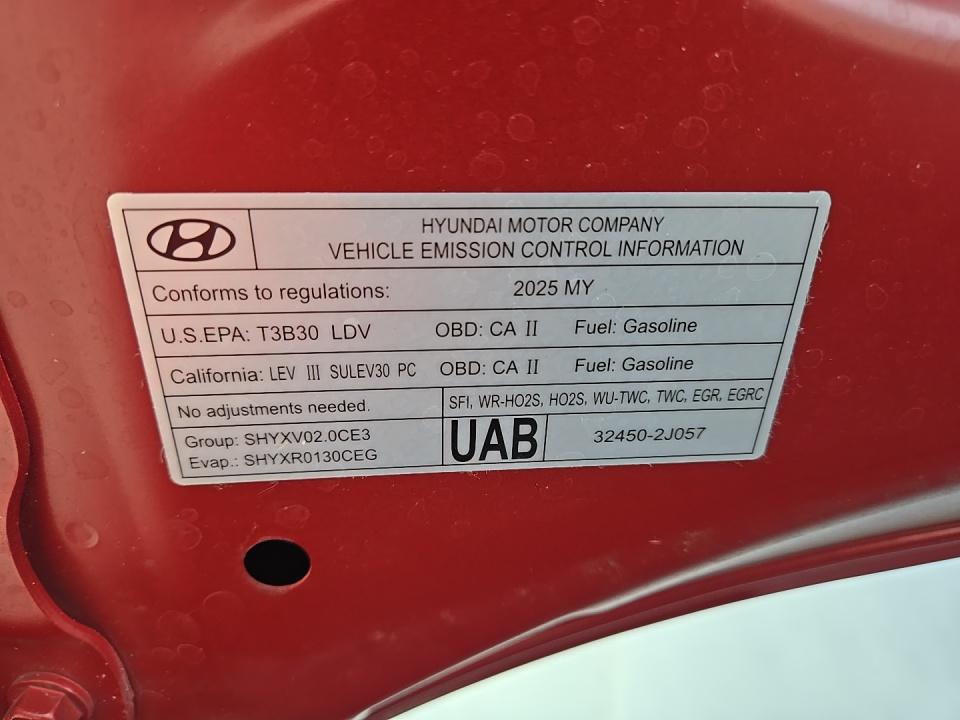 HYUNDAI MOTOR COMPANY
VEHICLE EMISSION CONTROL INFORMATION
Conforms to regulations: 2025 MY
U.S.EPA: T3B30 LDV OBD: CA II Fuel: Gasoline
California: LEV III SULEV30 PC OBD: CA II Fuel: Gasoline
No adjustments needed. SFI, WR-HO2S, HO2S, WU-TWC, TWC, EGR, EGRC
Group: SHYXV02.0CE3
Evap.: SHYXR0130CEG
UAB
32450-2J057